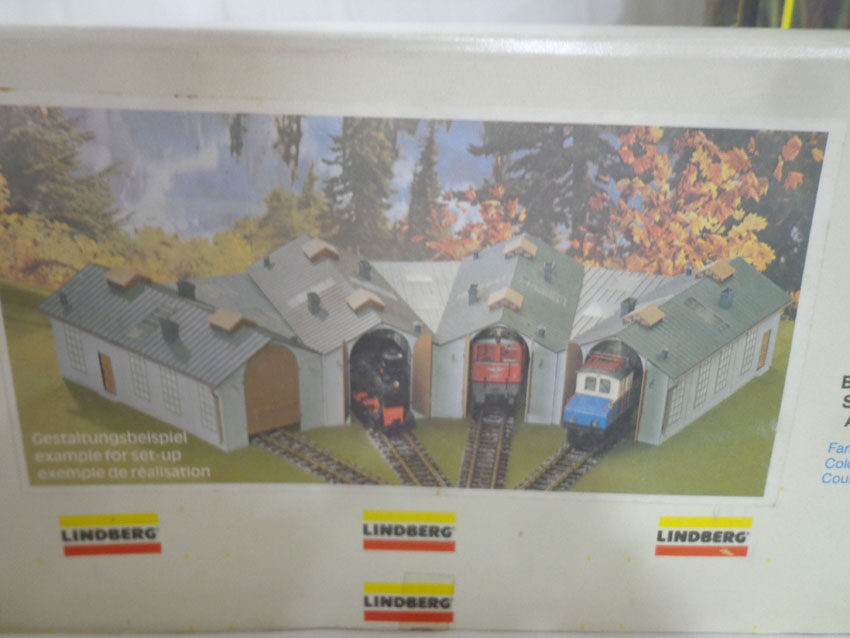 Gestaltungsbeispiel
example for set-up
exemple de réalisation
B
S
A
Far
Colo
Cou
LINDBERG®
LINDBERG®
LINDBERG®
LINDBERG®